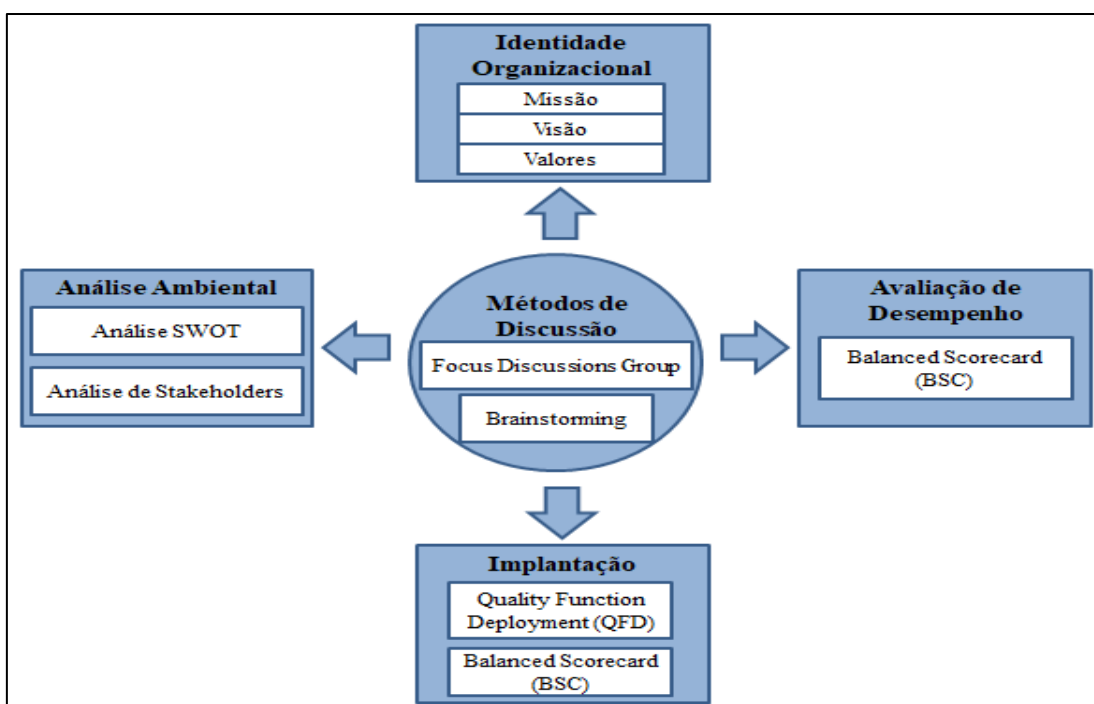 Identidade
Organizacional
Missão
Visão
Valores
Análise Ambiental
Análise SWOT
Análise de Stakeholders
Métodos de
Discussão
Focus Discussions Group
Brainstorming
Avaliação de
Desempenho
Balanced Scorecard
(BSC)
Implantação
Quality Function
Deployment (QFD)
Balanced Scorecard
(BSC)